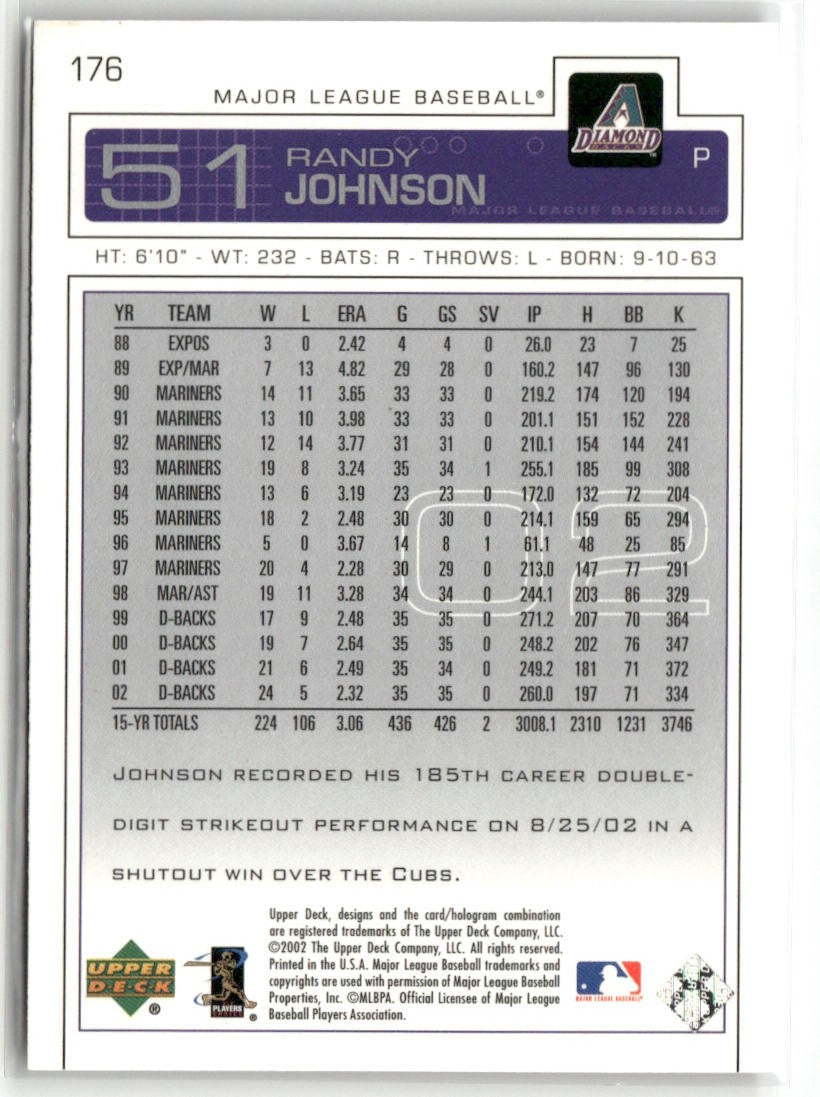 176
MAJOR LEAGUE BASEBALL®
DIAMOND
BACKS
™
51 RANDY
JOHNSON
P
MAJOR LEAGUE BASEBALL®
HT: 6'10" - WT: 232 - BATS: R - THROWS: L - BORN: 9-10-63
YR TEAM W L ERA G GS SV IP H BB K
88 EXPOS 3 0 2.42 4 4 0 26.0 23 7 25
89 EXP/MAR 7 13 4.82 29 28 0 160.2 147 96 130
90 MARINERS 14 11 3.65 33 33 0 219.2 174 120 194
91 MARINERS 13 10 3.98 33 33 0 201.1 151 152 228
92 MARINERS 12 14 3.77 31 31 0 210.1 154 144 241
93 MARINERS 19 8 3.24 35 34 1 255.1 185 99 308
94 MARINERS 13 6 3.19 23 23 0 172.0 132 72 204
95 MARINERS 18 2 2.48 30 30 0 214.1 159 65 294
96 MARINERS 5 0 3.67 14 8 1 61.1 48 25 85
97 MARINERS 20 4 2.28 30 29 0 213.0 147 77 291
98 MAR/AST 19 11 3.28 34 34 0 244.1 203 86 329
99 D-BACKS 17 9 2.48 35 35 0 271.2 207 70 364
00 D-BACKS 19 7 2.64 35 35 0 248.2 202 76 347
01 D-BACKS 21 6 2.49 35 34 0 249.2 181 71 372
02 D-BACKS 24 5 2.32 35 35 0 260.0 197 71 334
15-YR TOTALS 224 106 3.06 436 426 2 3008.1 2310 1231 3746
02
JOHNSON RECORDED HIS 185TH CAREER DOUBLE-
DIGIT STRIKEOUT PERFORMANCE ON 8/25/02 IN A
SHUTOUT WIN OVER THE CUBS.
Upper Deck, designs and the card/hologram combination
are registered trademarks of The Upper Deck Company, LLC.
©2002 The Upper Deck Company, LLC. All rights reserved.
Printed in the U.S.A. Major League Baseball trademarks and
copyrights are used with permission of Major League Baseball
Properties, Inc. ©MLBPA. Official Licensee of Major League
Baseball Players Association.
UPPER
DECK
®
PLAYERS
CHOICE
®
MAJOR LEAGUE BASEBALL